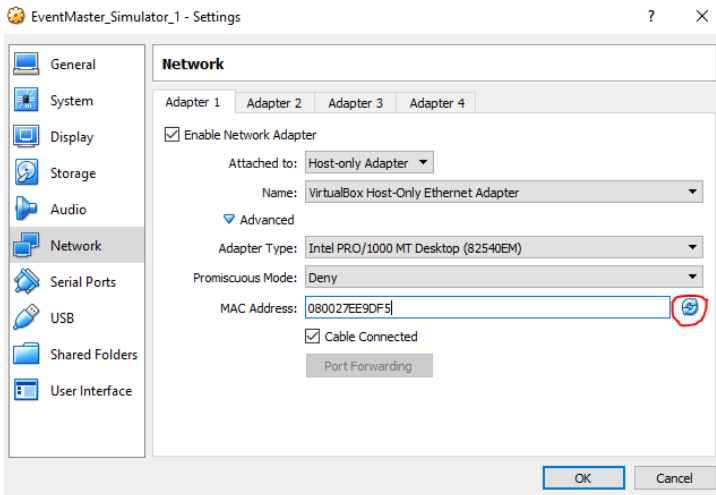 EventMaster_Simulator_1 - Settings
?
General
System
Display
Storage
Audio
Network
Serial Ports
USB
Shared Folders
User Interface
Network
Adapter 1 Adapter 2 Adapter 3 Adapter 4
Enable Network Adapter
Attached to: Host-only Adapter
Name: VirtualBox Host-Only Ethernet Adapter
Advanced
Adapter Type: Intel PRO/1000 MT Desktop (82540EM)
Promiscuous Mode: Deny
MAC Address: 080027EE9DF5
Cable Connected
Port Forwarding
OK Cancel